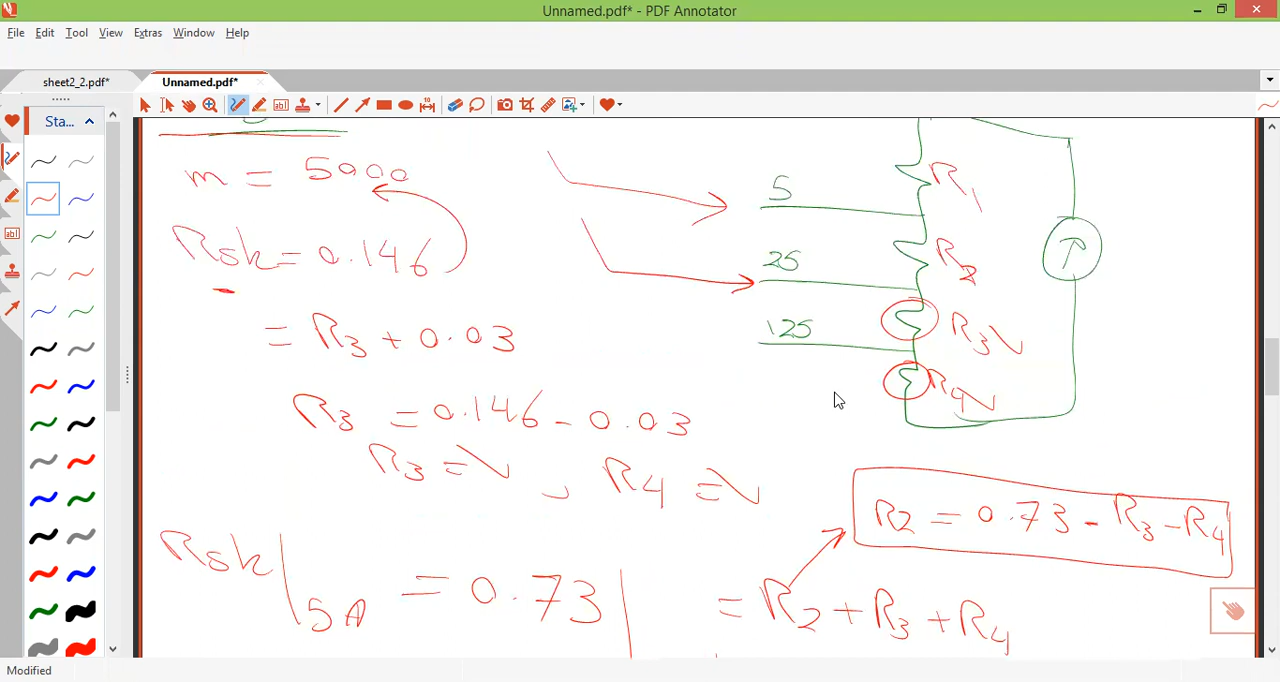 Unnamed.pdf* - PDF Annotator
File Edit Tool View Extras Window Help
sheet2_2.pdf* Unnamed.pdf*
Sta...
m = 5000
Rsh = 0.146
= R3 + 0.03
R3 = 0.146 - 0.03
R3 = ✓, R4 = ✓
Rsh | 5A = 0.73 | = R2 + R3 + R4
R2 = 0.73 - R3 - R4
5 R1
25 R2
125 R3 ✓
R4 ✓
Modified